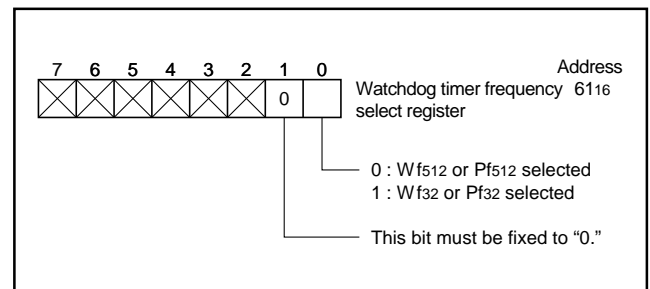 7 6 5 4 3 2 1 0
Address
Watchdog timer frequency 6116
select register
0
0 : Wf512 or Pf512 selected
1 : Wf32 or Pf32 selected
This bit must be fixed to “0.”